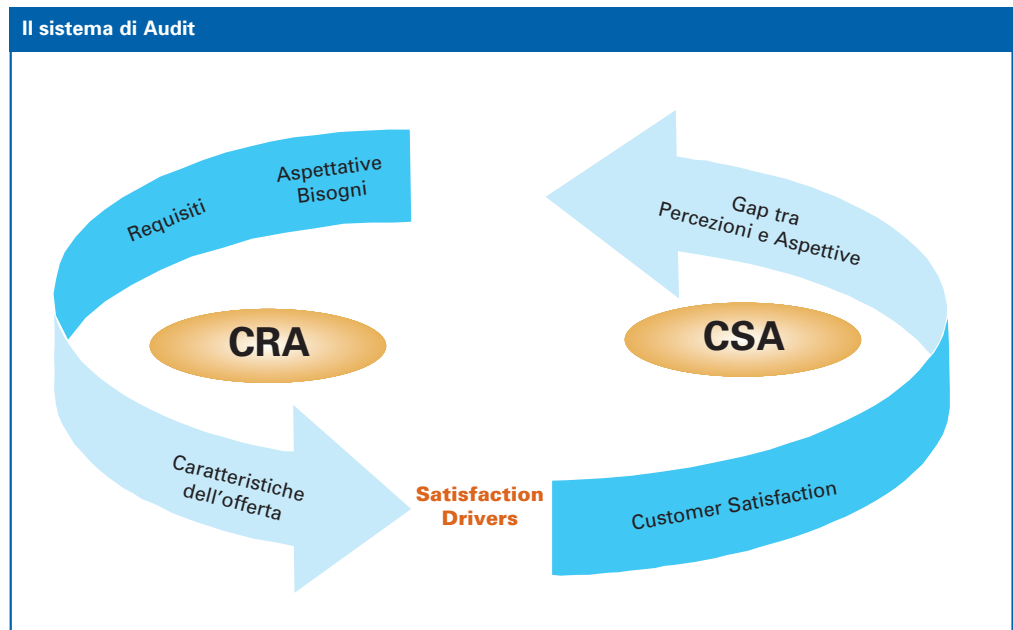 Il sistema di Audit
Aspettative
Bisogni
Requisiti
CRA
Caratteristiche
dell'offerta
Satisfaction
Drivers
Customer Satisfaction
CSA
Gap tra
Percezioni e Aspettive